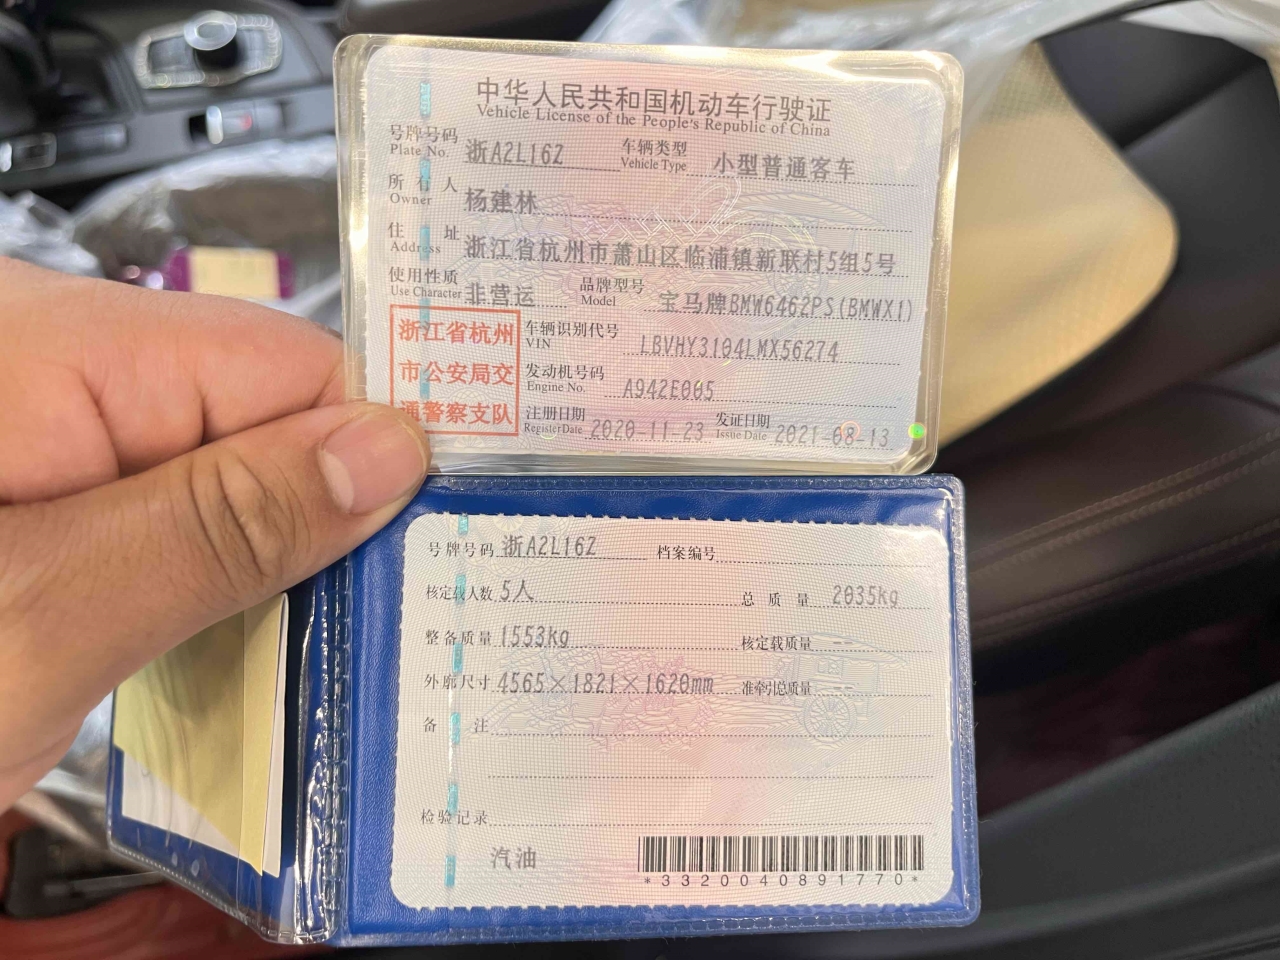 中华人民共和国机动车行驶证
Vehicle License of the People's Republic of China
号牌号码 浙A2L16Z 车辆类型 小型普通客车
Plate No. Vehicle Type
所有人 杨建林
Owner
住址 浙江省杭州市萧山区临浦镇新联村5组5号
Address
使用性质 非营运 品牌型号 宝马牌BMW6462PS(BMWX1)
Use Character Model
浙江省杭州
市公安局交
通警察支队
车辆识别代号 LBVHY3104LMX56274
VIN
发动机号码 A942E005
Engine No.
注册日期 2020-11-23 发证日期 2021-08-13
Register Date Issue Date
号牌号码 浙A2L16Z 档案编号
核定载人数 5人 总质量 2035kg
整备质量 1553kg 核定载质量 --
外廓尺寸 4565×1821×1620mm 准牵引总质量 --
备注
检验记录
汽油
*3320040891770*